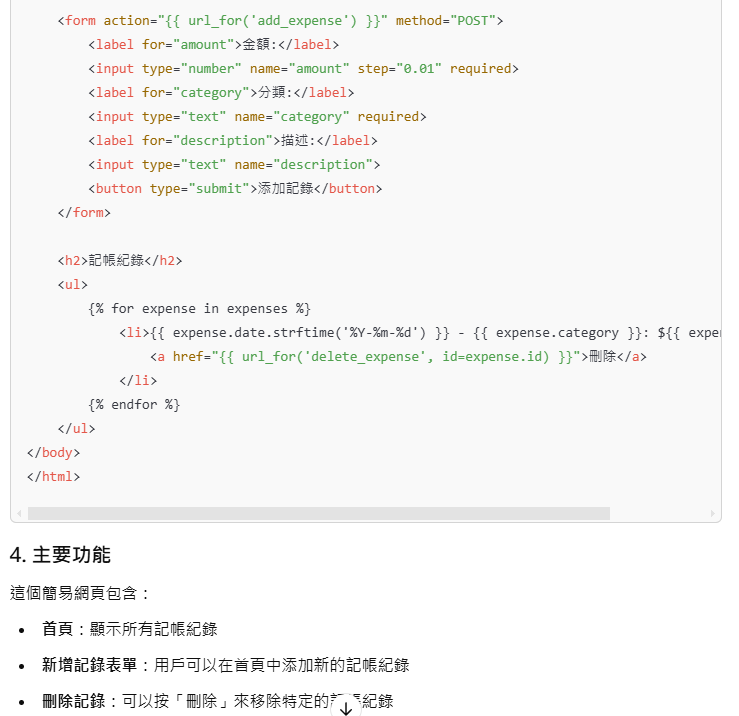 <form action="{{ url_for('add_expense') }}" method="POST">
<label for="amount">金額:</label>
<input type="number" name="amount" step="0.01" required>
<label for="category">分類:</label>
<input type="text" name="category" required>
<label for="description">描述:</label>
<input type="text" name="description">
<button type="submit">添加記錄</button>
</form>
<h2>記帳紀錄</h2>
<ul>
{% for expense in expenses %}
<li>{{ expense.date.strftime('%Y-%m-%d') }} - {{ expense.category }}: ${{
<a href="{{ url_for('delete_expense', id=expense.id) }}">刪除</a>
</li>
{% endfor %}
</ul>
</body>
</html>
4. 主要功能
這個簡易網頁包含：
• 首頁：顯示所有記帳紀錄
• 新增記錄表單：用戶可以在首頁中添加新的記帳紀錄
• 刪除記錄：可以按「刪除」來移除特定的記帳紀錄